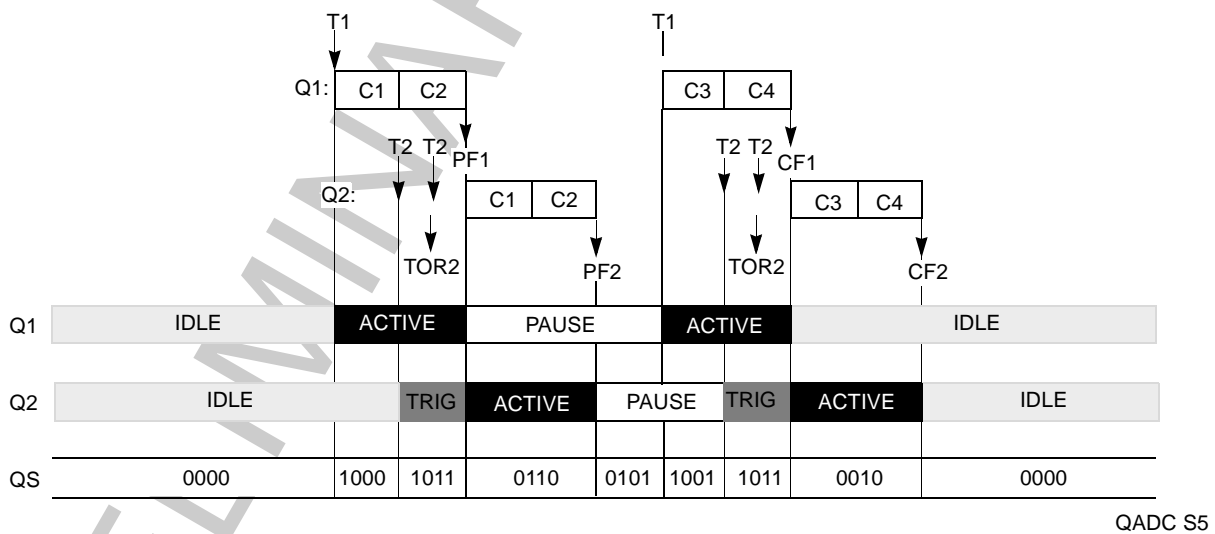 T1 T1
Q1: C1 C2 C3 C4
T2 T2 PF1 T2 T2 CF1
Q2: C1 C2 C3 C4
TOR2 PF2 TOR2 CF2
Q1 IDLE ACTIVE PAUSE ACTIVE IDLE
Q2 IDLE TRIG ACTIVE PAUSE TRIG ACTIVE IDLE
QS 0000 1000 1011 0110 0101 1001 1011 0010 0000
QADC S5